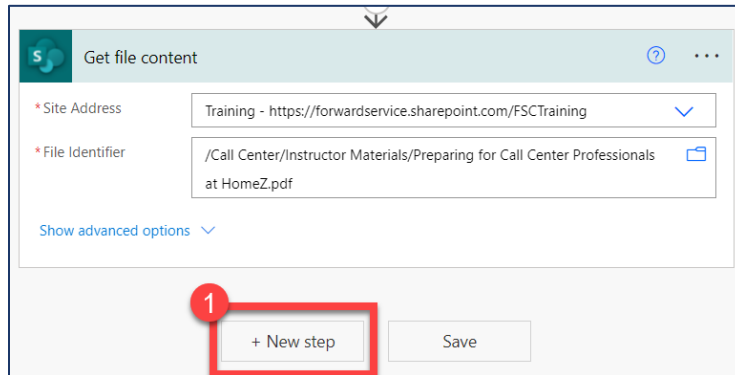 S
Get file content
? ...
* Site Address
Training - https://forwardservice.sharepoint.com/FSCTraining
* File Identifier
/Call Center/Instructor Materials/Preparing for Call Center Professionals
at HomeZ.pdf
Show advanced options
1
+ New step
Save